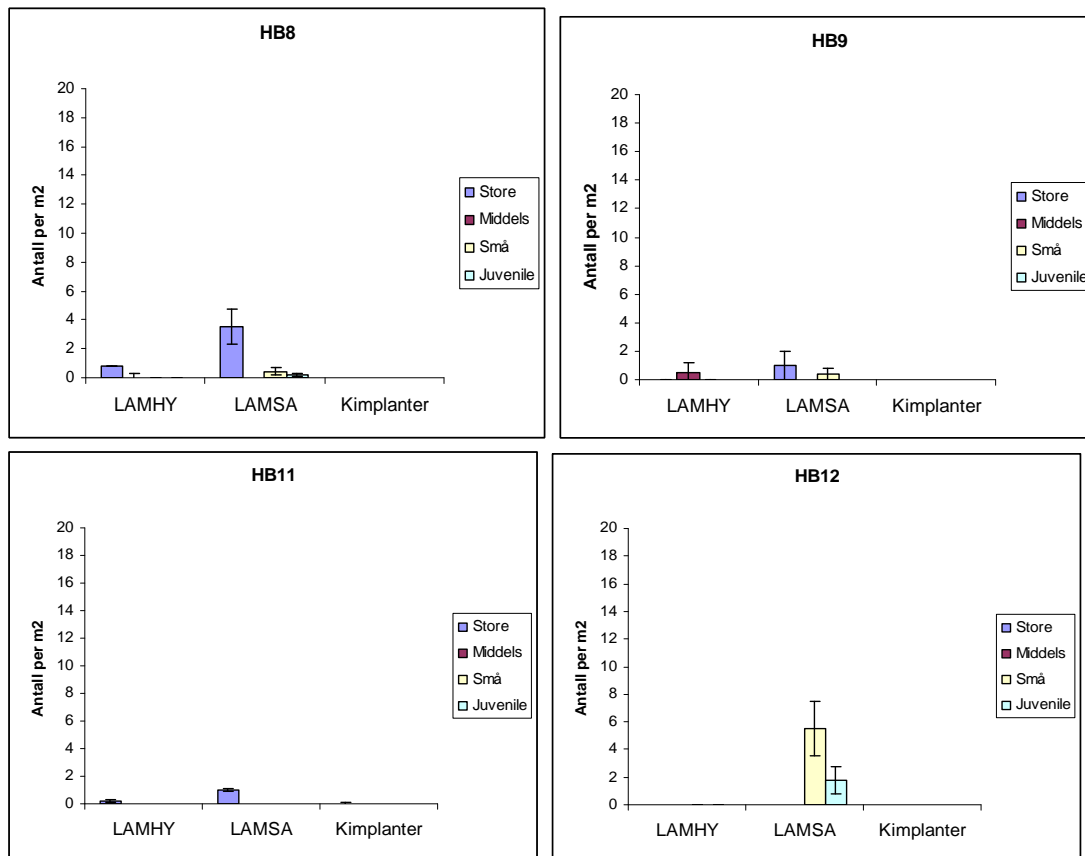 HB8
Antall per m2
20
18
16
14
12
10
8
6
4
2
0
LAMHY LAMSA Kimplanter
Store
Middels
Små
Juvenile
HB9
Antall per m2
20
18
16
14
12
10
8
6
4
2
0
LAMHY LAMSA Kimplanter
Store
Middels
Små
Juvenile
HB11
Antall per m2
20
18
16
14
12
10
8
6
4
2
0
LAMHY LAMSA Kimplanter
Store
Middels
Små
Juvenile
HB12
Antall per m2
20
18
16
14
12
10
8
6
4
2
0
LAMHY LAMSA Kimplanter
Store
Middels
Små
Juvenile